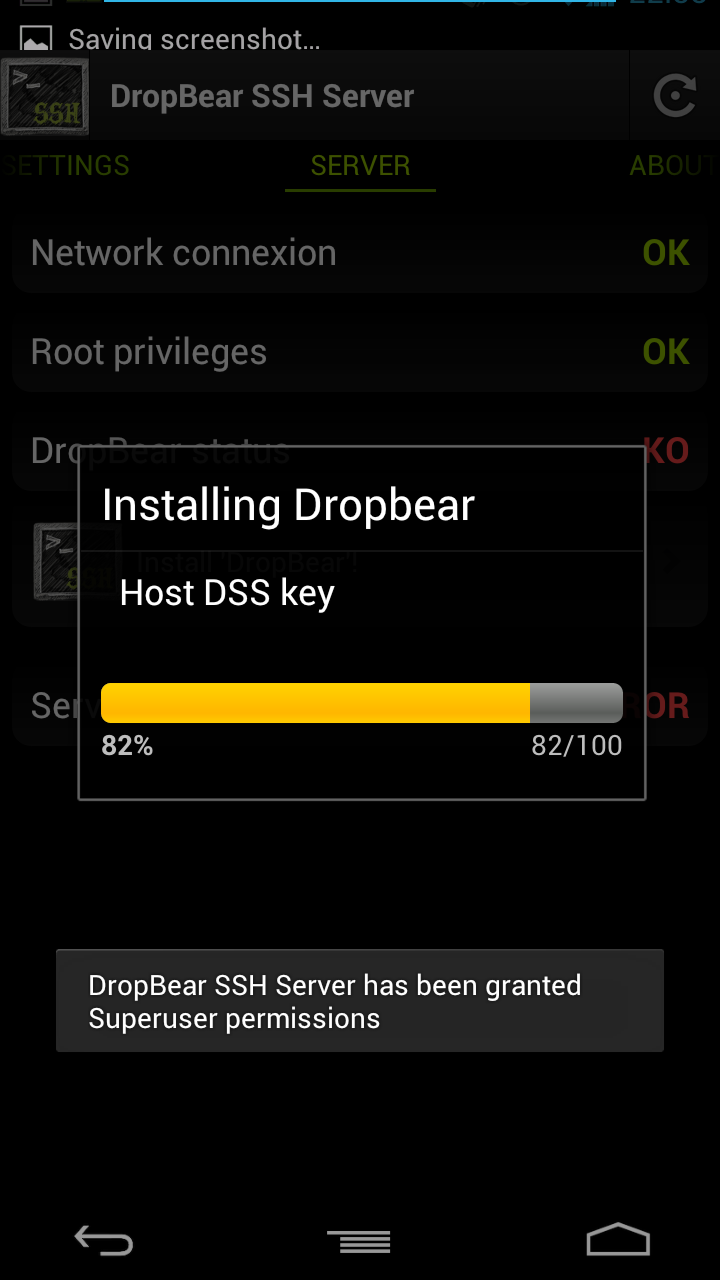 Saving screenshot...
>_
SSH
DropBear SSH Server
SETTINGS
SERVER
ABOUT
Network connexion
OK
Root privileges
OK
DropBear status
KO
Installing Dropbear
>_
SSH
Install 'DropBear'!
Host DSS key
Serv
ROR
82%
82/100
DropBear SSH Server has been granted
Superuser permissions